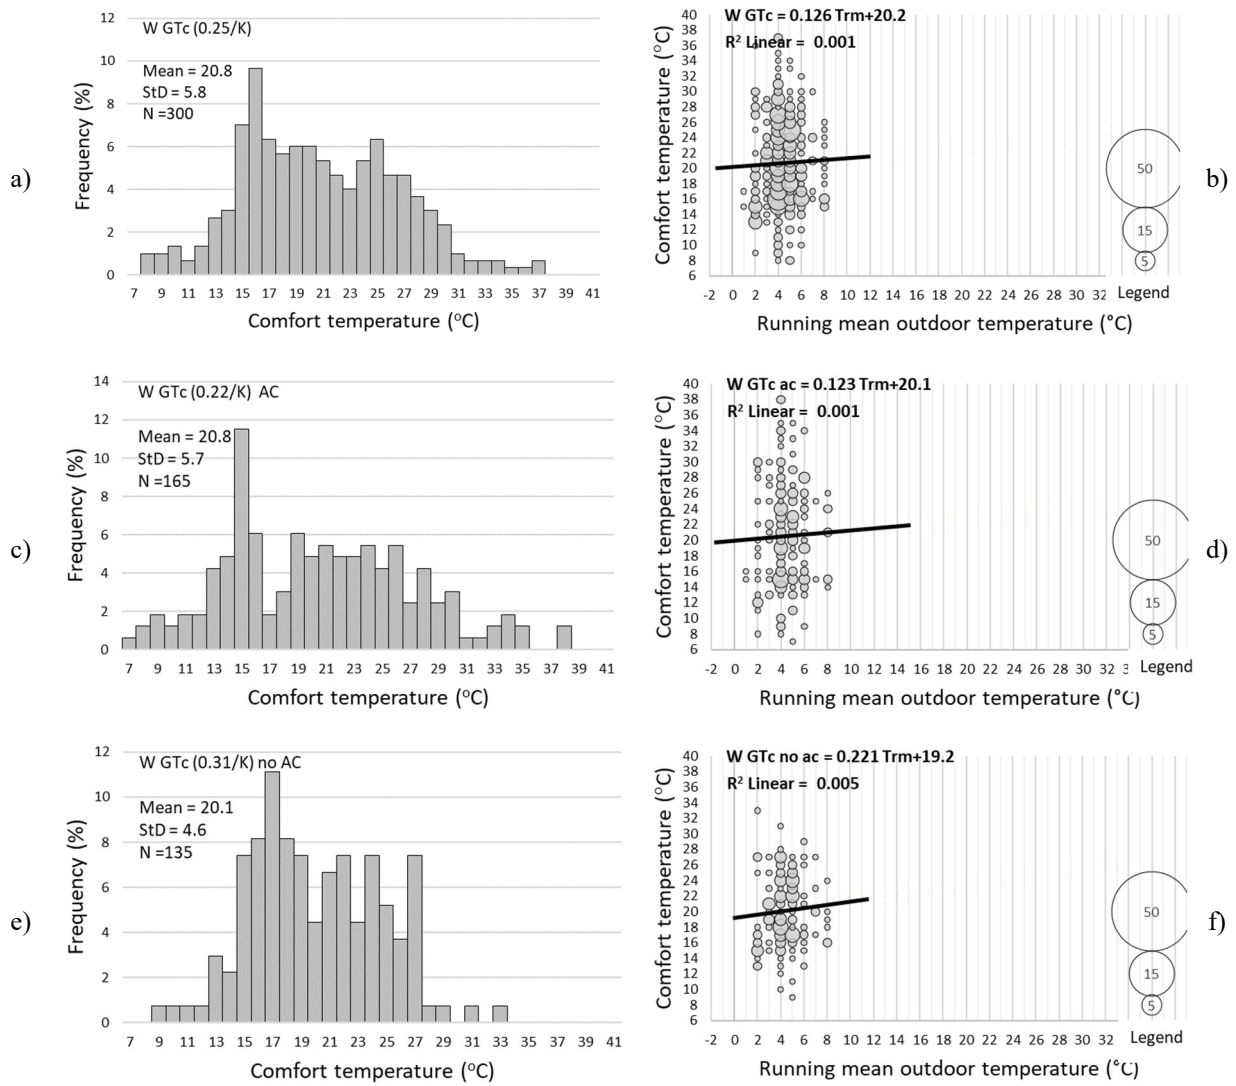 a)
W GTc (0.25/K)
Mean = 20.8
StD = 5.8
N =300
Frequency (%)
12
10
8
6
4
2
0
7 9 11 13 15 17 19 21 23 25 27 29 31 33 35 37 39 41
Comfort temperature (°C)
b)
W GTc = 0.126 Trm+20.2
R² Linear = 0.001
Comfort temperature (°C)
40
38
36
34
32
30
28
26
24
22
20
18
16
14
12
10
8
6
-2 0 2 4 6 8 10 12 14 16 18 20 22 24 26 28 30 32
Running mean outdoor temperature (°C)
50
15
5
Legend
c)
W GTc (0.22/K) AC
Mean = 20.8
StD = 5.7
N =165
Frequency (%)
14
12
10
8
6
4
2
0
7 9 11 13 15 17 19 21 23 25 27 29 31 33 35 37 39 41
Comfort temperature (°C)
d)
W GTc ac = 0.123 Trm+20.1
R² Linear = 0.001
Comfort temperature (°C)
40
38
36
34
32
30
28
26
24
22
20
18
16
14
12
10
8
6
-2 0 2 4 6 8 10 12 14 16 18 20 22 24 26 28 30 32
Running mean outdoor temperature (°C)
50
15
5
Legend
e)
W GTc (0.31/K) no AC
Mean = 20.1
StD = 4.6
N =135
Frequency (%)
12
10
8
6
4
2
0
7 9 11 13 15 17 19 21 23 25 27 29 31 33 35 37 39 41
Comfort temperature (°C)
f)
W GTc no ac = 0.221 Trm+19.2
R² Linear = 0.005
Comfort temperature (°C)
40
38
36
34
32
30
28
26
24
22
20
18
16
14
12
10
8
6
-2 0 2 4 6 8 10 12 14 16 18 20 22 24 26 28 30 32
Running mean outdoor temperature (°C)
50
15
5
Legend